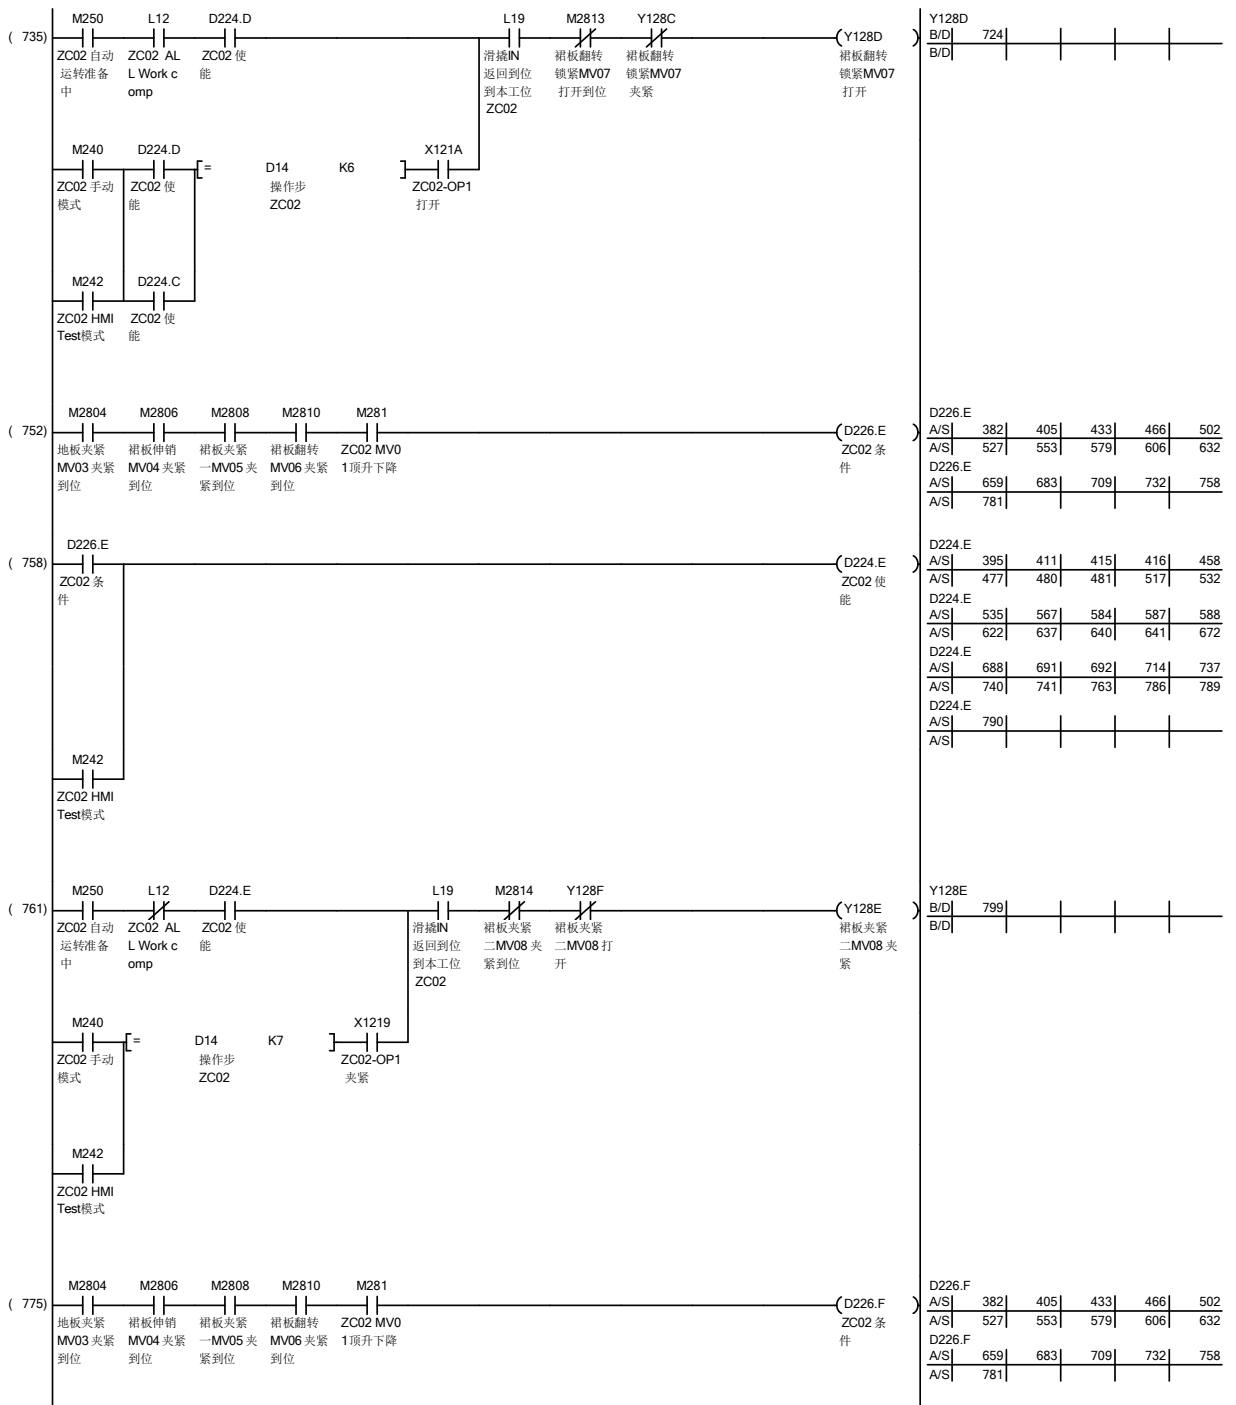 M250 L12 D224.D L19 M2813 Y128C Y128D
( 735) (Y128D ) B/D 724
ZC02 自动 ZC02 AL ZC02 使 滑撬IN 裙板翻转 裙板翻转 裙板翻转 B/D
运转准备 L Work c 能 返回到位 锁紧MV07 锁紧MV07 锁紧MV07
中 omp 到本工位 打开到位 夹紧 打开
ZC02
M240 D224.D X121A
[= D14 K6 ]
ZC02 手动 ZC02 使 操作步 ZC02-OP1
模式 能 ZC02 打开
M242 D224.C
ZC02 HMI ZC02 使
Test模式 能
M2804 M2806 M2808 M2810 M281 D226.E
( 752) (D226.E ) A/S 382 405 433 466 502
地板夹紧 裙板伸销 裙板夹紧 裙板翻转 ZC02 MV0 ZC02 条 A/S 527 553 579 606 632
MV03 夹紧 MV04 夹紧 一MV05 夹 MV06 夹紧 1顶升下降 件 D226.E
到位 到位 紧到位 到位 A/S 659 683 709 732 758
A/S 781
D226.E D224.E
( 758) (D224.E ) A/S 395 411 415 416 458
ZC02 条 ZC02 使 A/S 477 480 481 517 532
件 能 D224.E
A/S 535 567 584 587 588
A/S 622 637 640 641 672
D224.E
A/S 688 691 692 714 737
A/S 740 741 763 786 789
D224.E
A/S 790
A/S
M242
ZC02 HMI
Test模式
M250 L12 D224.E L19 M2814 Y128F Y128E
( 761) (Y128E ) B/D 799
ZC02 自动 ZC02 AL ZC02 使 滑撬IN 裙板夹紧 裙板夹紧 裙板夹紧 B/D
运转准备 L Work c 能 返回到位 二MV08 夹 二MV08 打 二MV08 夹
中 omp 到本工位 紧到位 开 紧
ZC02
M240 X1219
[= D14 K7 ]
ZC02 手动 操作步 ZC02-OP1
模式 ZC02 夹紧
M242
ZC02 HMI
Test模式
M2804 M2806 M2808 M2810 M281 D226.F
( 775) (D226.F ) A/S 382 405 433 466 502
地板夹紧 裙板伸销 裙板夹紧 裙板翻转 ZC02 MV0 ZC02 条 A/S 527 553 579 606 632
MV03 夹紧 MV04 夹紧 一MV05 夹 MV06 夹紧 1顶升下降 件 D226.F
到位 到位 紧到位 到位 A/S 659 683 709 732 758
A/S 781